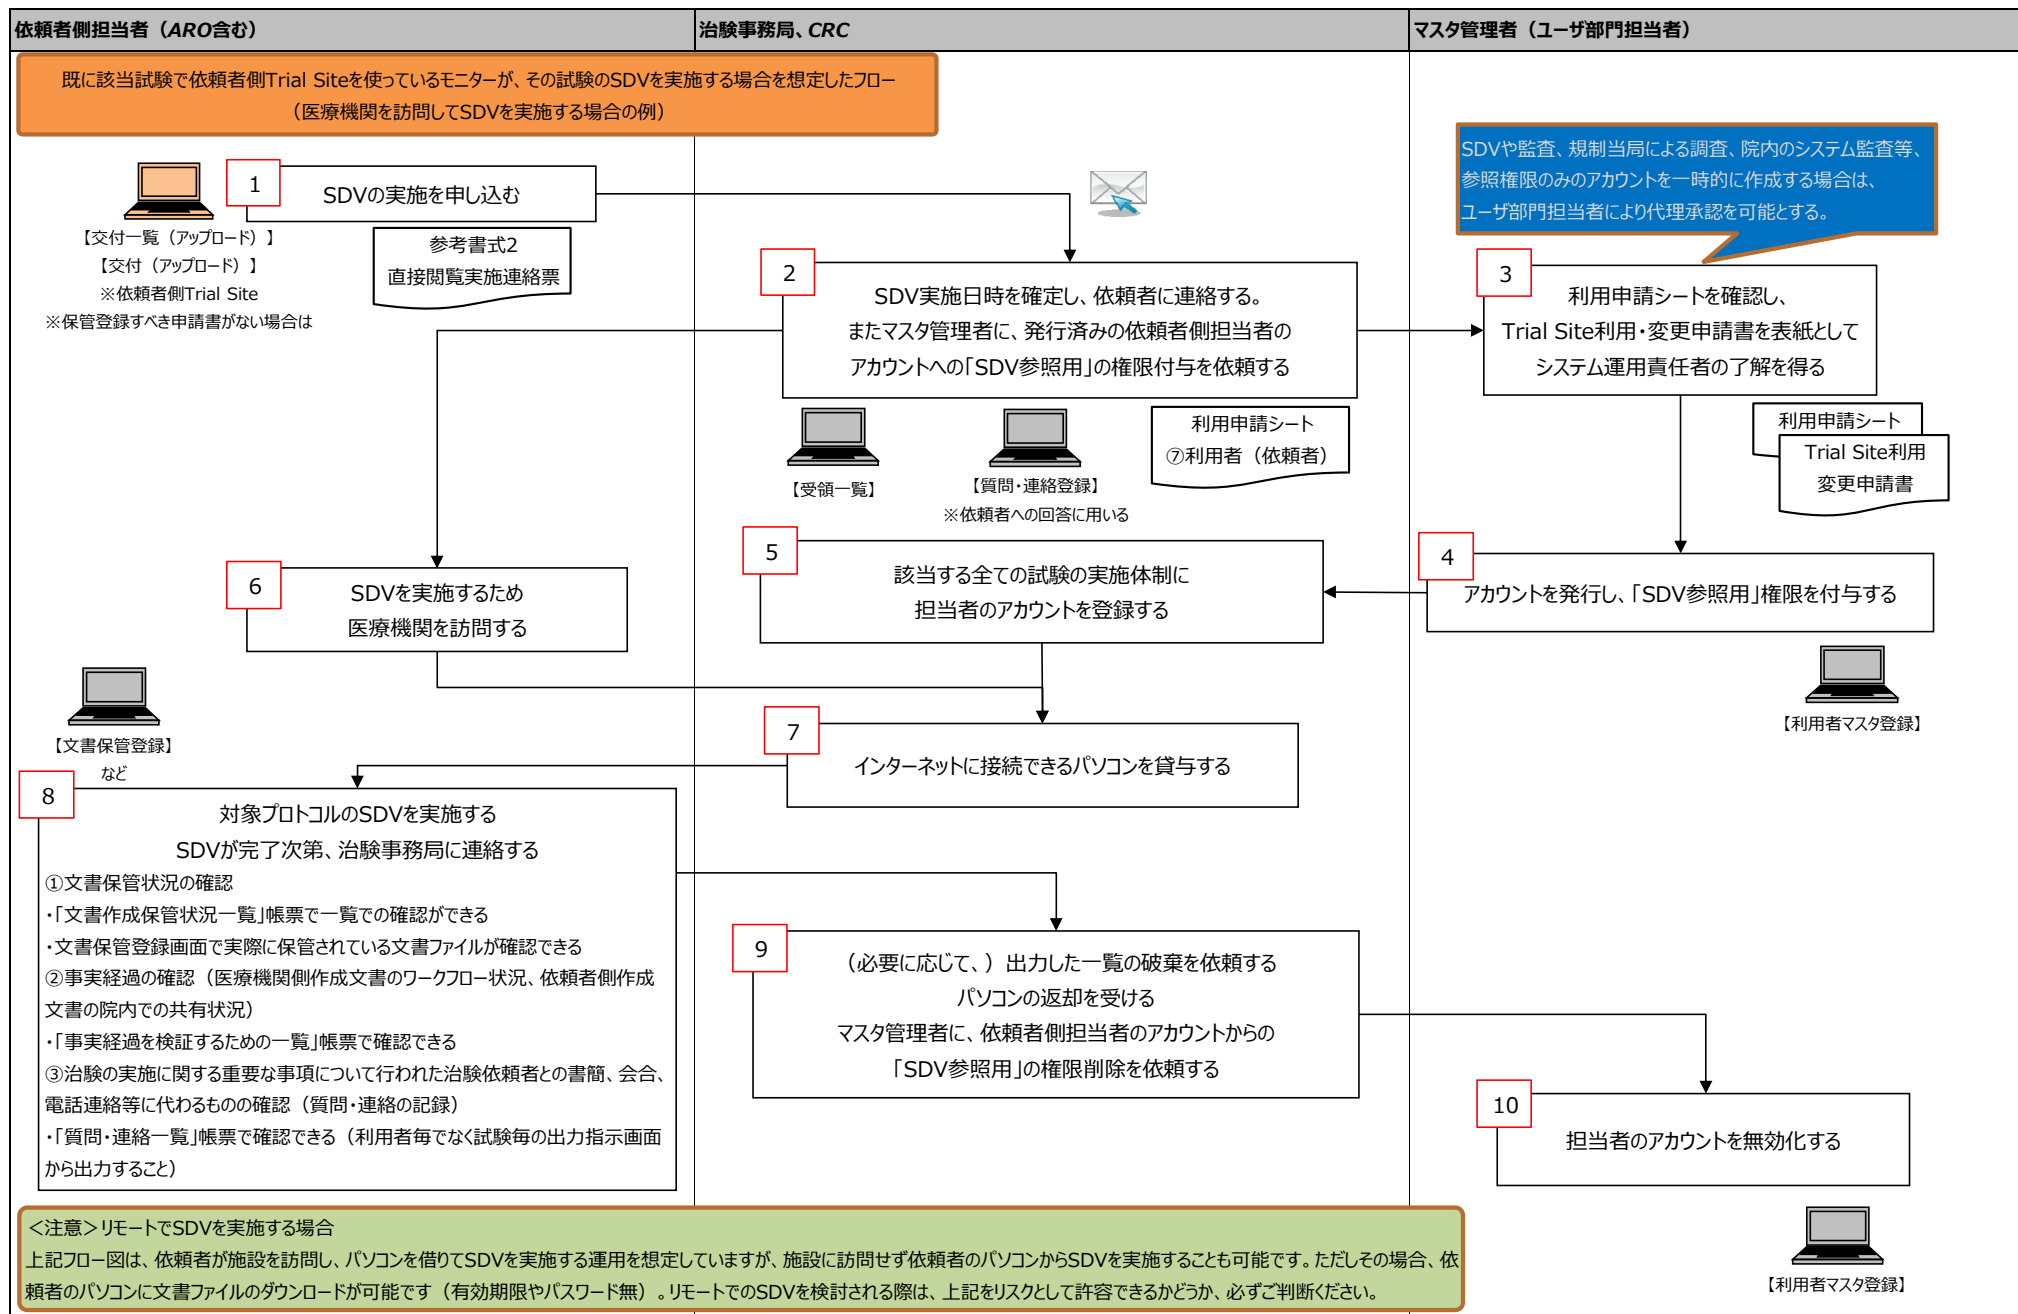 依頼者側担当者（ARO含む）
治験事務局、CRC
マスタ管理者（ユーザ部門担当者）
既に該当試験で依頼者側Trial Siteを使っているモニターが、その試験のSDVを実施する場合を想定したフロー
（医療機関を訪問してSDVを実施する場合の例）
SDVや監査、規制当局による調査、院内のシステム監査等、
参照権限のみのアカウントを一時的に作成する場合は、
ユーザ部門担当者により代理承認を可能とする。
1
SDVの実施を申し込む
【交付一覧（アップロード）】
【交付（アップロード）】
※依頼者側Trial Site
※保管登録すべき申請書がない場合は
参考書式2
直接閲覧実施連絡票
2
SDV実施日時を確定し、依頼者に連絡する。
またマスタ管理者に、発行済みの依頼者側担当者の
アカウントへの「SDV参照用」の権限付与を依頼する
3
利用申請シートを確認し、
Trial Site利用・変更申請書を表紙として
システム運用責任者の了解を得る
【受領一覧】
【質問・連絡登録】
※依頼者への回答に用いる
利用申請シート
⑦利用者（依頼者）
利用申請シート
Trial Site利用
変更申請書
4
アカウントを発行し、「SDV参照用」権限を付与する
【利用者マスタ登録】
5
該当する全ての試験の実施体制に
担当者のアカウントを登録する
6
SDVを実施するため
医療機関を訪問する
7
インターネットに接続できるパソコンを貸与する
【文書保管登録】
など
8
対象プロトコルのSDVを実施する
SDVが完了次第、治験事務局に連絡する
①文書保管状況の確認
・「文書作成保管状況一覧」帳票で一覧での確認ができる
・文書保管登録画面で実際に保管されている文書ファイルが確認できる
②事実経過の確認（医療機関側作成文書のワークフロー状況、依頼者側作成
文書の院内での共有状況）
・「事実経過を検証するための一覧」帳票で確認できる
③治験の実施に関する重要な事項について行われた治験依頼者との書簡、会合、
電話連絡等に代わるものの確認（質問・連絡の記録）
・「質問・連絡一覧」帳票で確認できる（利用者毎でなく試験毎の出力指示画面
から出力すること）
9
（必要に応じて、）出力した一覧の破棄を依頼する
パソコンの返却を受ける
マスタ管理者に、依頼者側担当者のアカウントからの
「SDV参照用」の権限削除を依頼する
10
担当者のアカウントを無効化する
【利用者マスタ登録】
＜注意＞リモートでSDVを実施する場合
上記フロー図は、依頼者が施設を訪問し、パソコンを借りてSDVを実施する運用を想定していますが、施設に訪問せず依頼者のパソコンからSDVを実施することも可能です。ただしその場合、依
頼者のパソコンに文書ファイルのダウンロードが可能です（有効期限やパスワード無）。リモートでのSDVを検討される際は、上記をリスクとして許容できるかどうか、必ずご判断ください。